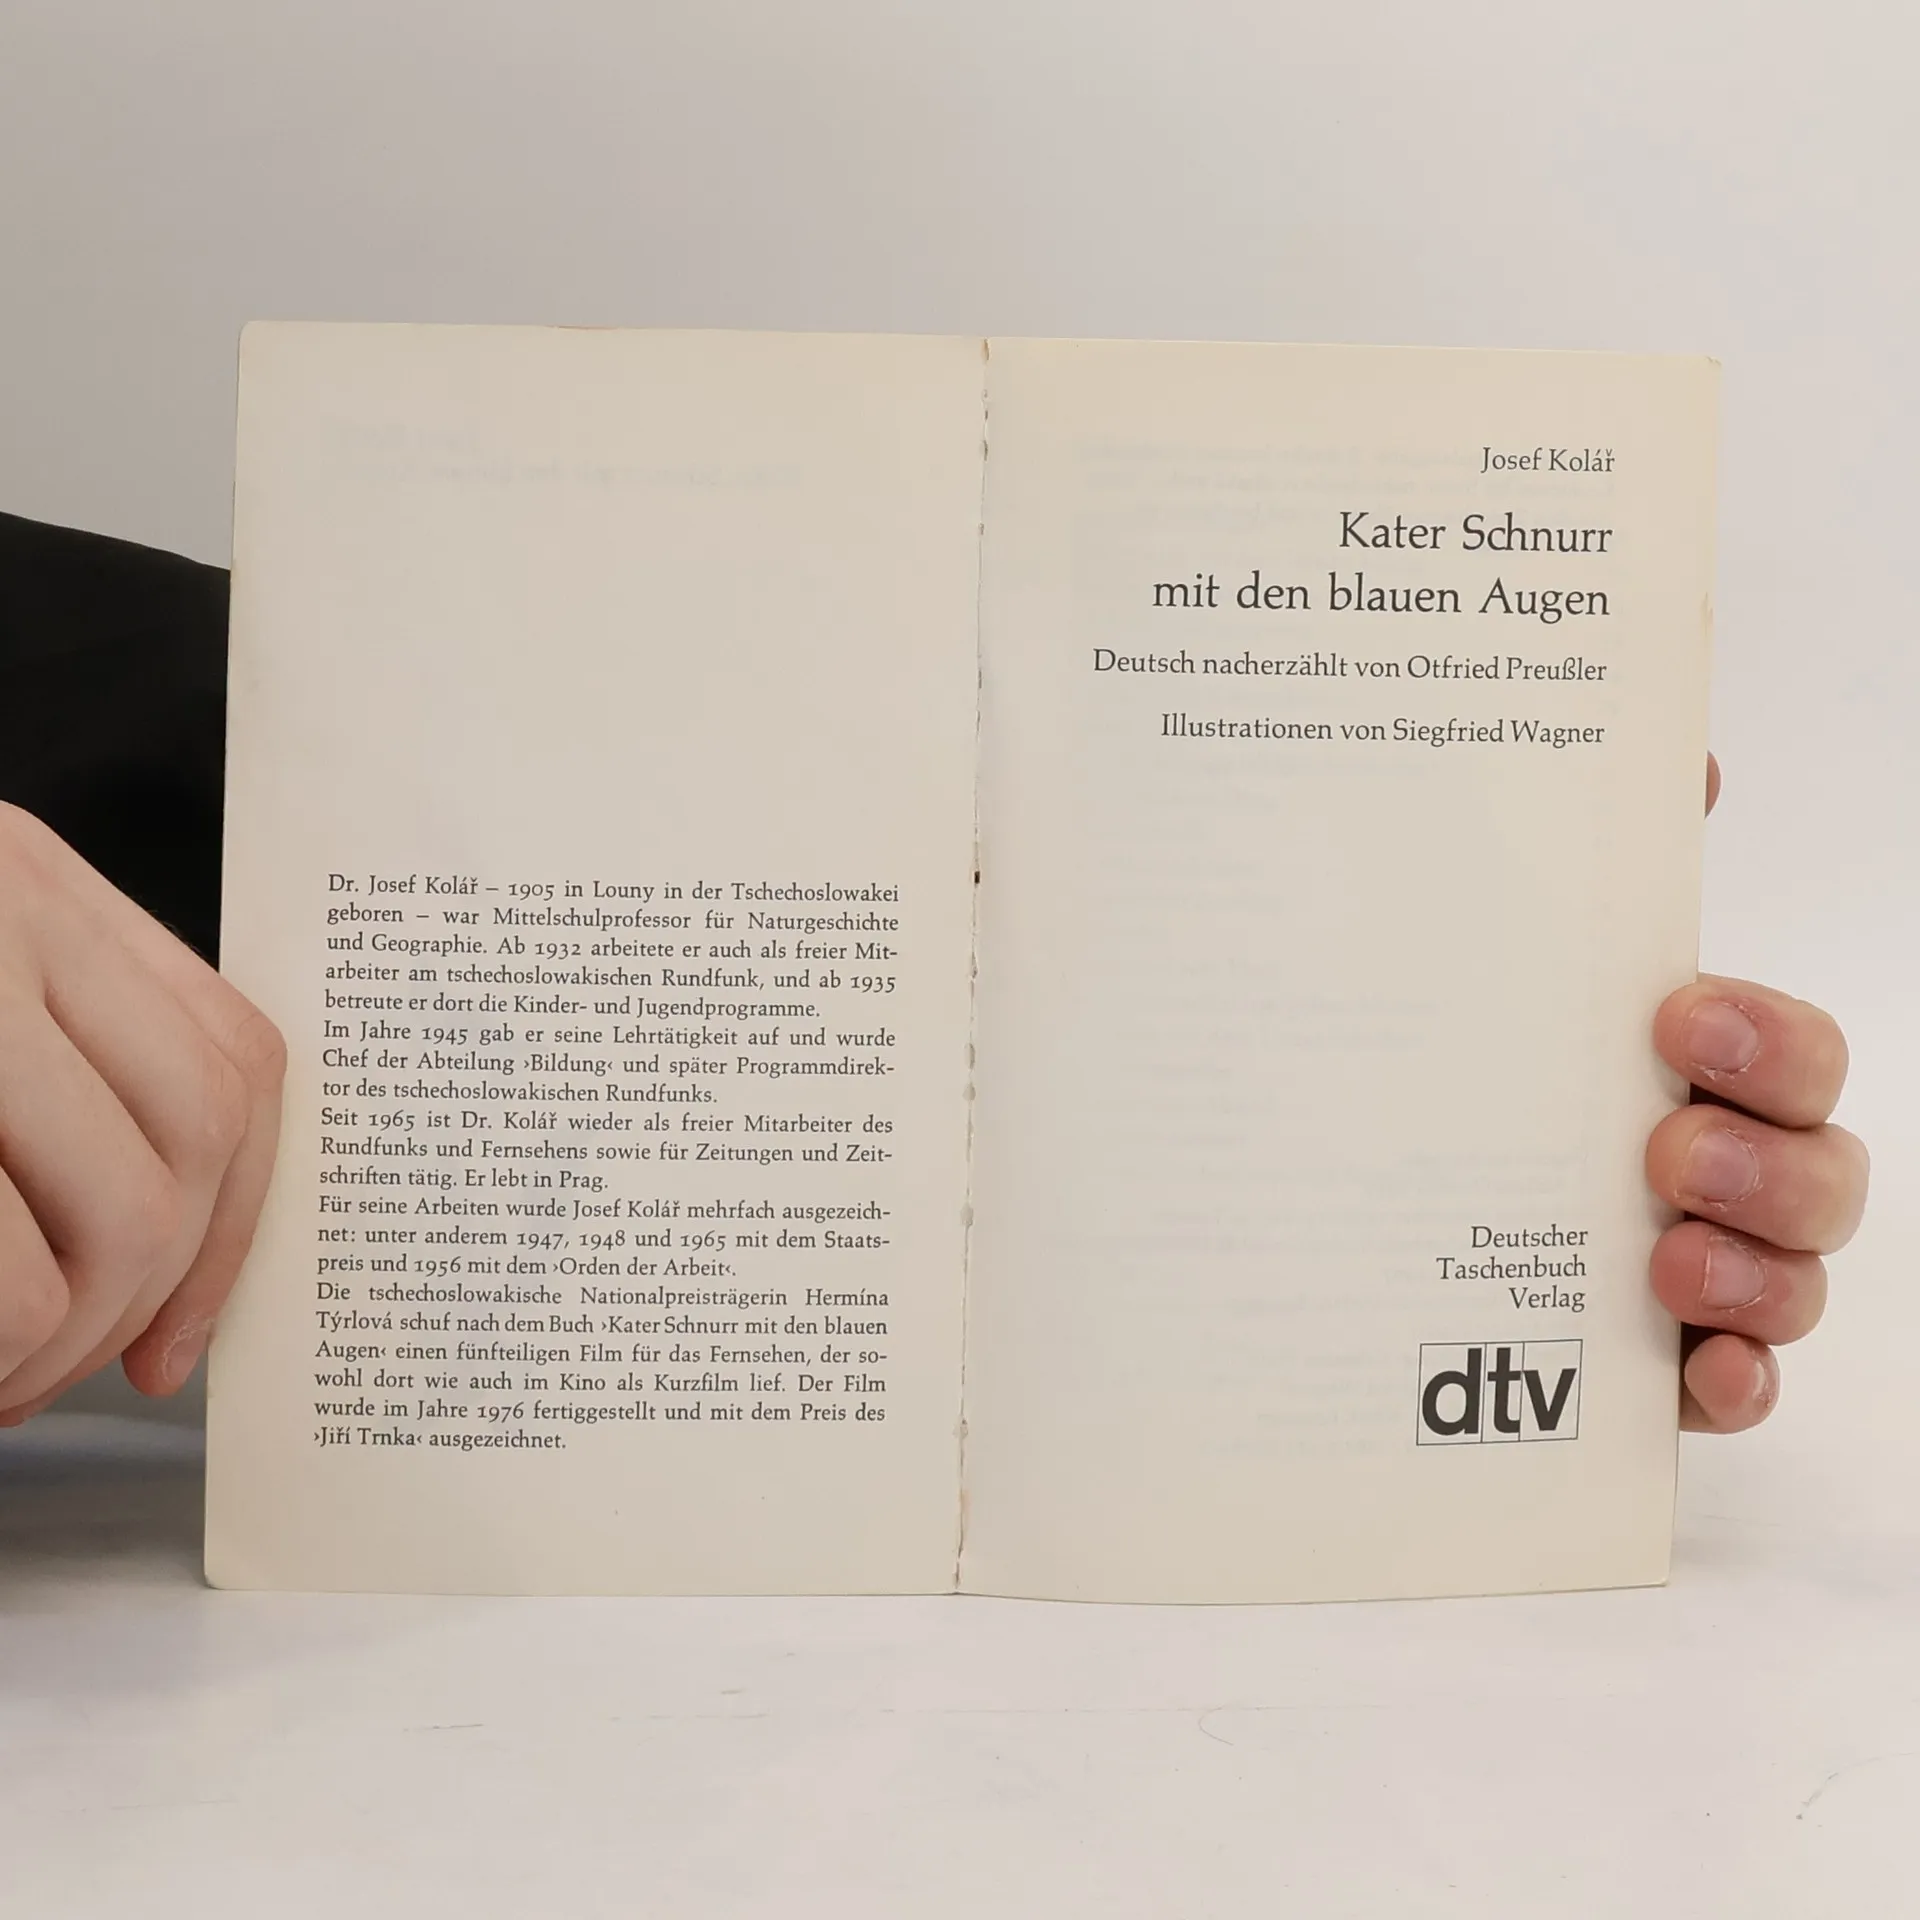 Dr. Josef Kolář – 1905 in Louny in der Tschechoslowakei
geboren – war Mittelschulprofessor für Naturgeschichte
und Geographie. Ab 1932 arbeitete er auch als freier Mit-
arbeiter am tschechoslowakischen Rundfunk, und ab 1935
betreute er dort die Kinder- und Jugendprogramme.
Im Jahre 1945 gab er seine Lehrtätigkeit auf und wurde
Chef der Abteilung ›Bildung‹ und später Programmdirek-
tor des tschechoslowakischen Rundfunks.
Seit 1965 ist Dr. Kolář wieder als freier Mitarbeiter des
Rundfunks und Fernsehens sowie für Zeitungen und Zeit-
schriften tätig. Er lebt in Prag.
Für seine Arbeiten wurde Josef Kolář mehrfach ausgezeich-
net: unter anderem 1947, 1948 und 1965 mit dem Staats-
preis und 1956 mit dem ›Orden der Arbeit‹.
Die tschechoslowakische Nationalpreisträgerin Hermína
Týrlová schuf nach dem Buch ›Kater Schnurr mit den blauen
Augen‹ einen fünfteiligen Film für das Fernsehen, der so-
wohl dort wie auch im Kino als Kurzfilm lief. Der Film
wurde im Jahre 1976 fertiggestellt und mit dem Preis des
›Jiří Trnka‹ ausgezeichnet.
Josef Kolář
Kater Schnurr
mit den blauen Augen
Deutsch nacherzählt von Otfried Preußler
Illustrationen von Siegfried Wagner
Deutscher
Taschenbuch
Verlag
dtv